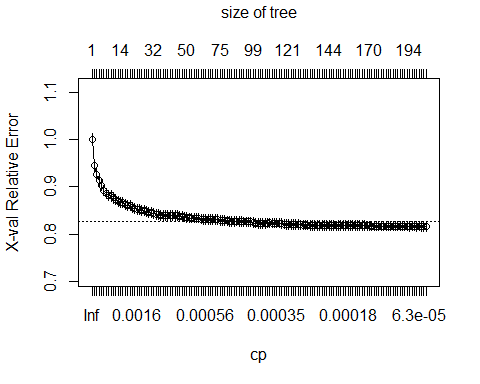 size of tree
1 14 32 50 75 99 121 144 170 194
X-val Relative Error
1.1
1.0
0.9
0.8
0.7
Inf 0.0016 0.00056 0.00035 0.00018 6.3e-05
cp